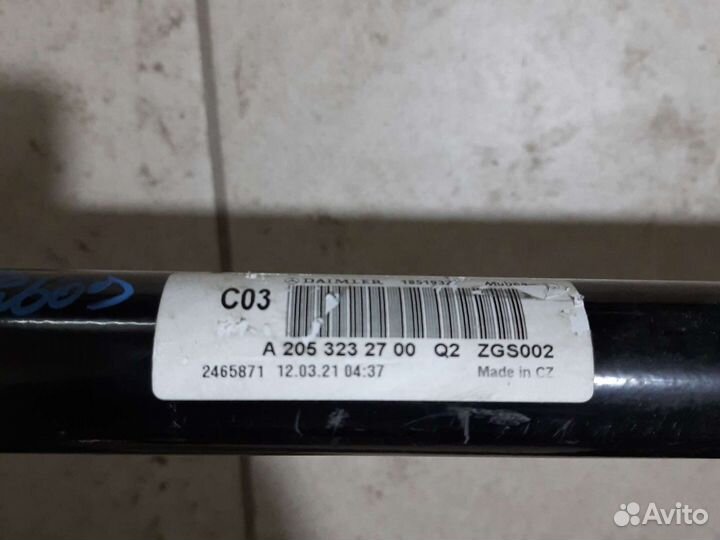 DAIMLER
C03
A 205 323 27 00 Q2 ZGS002
2465871 12.03.21 04:37 Made in CZ
Avito